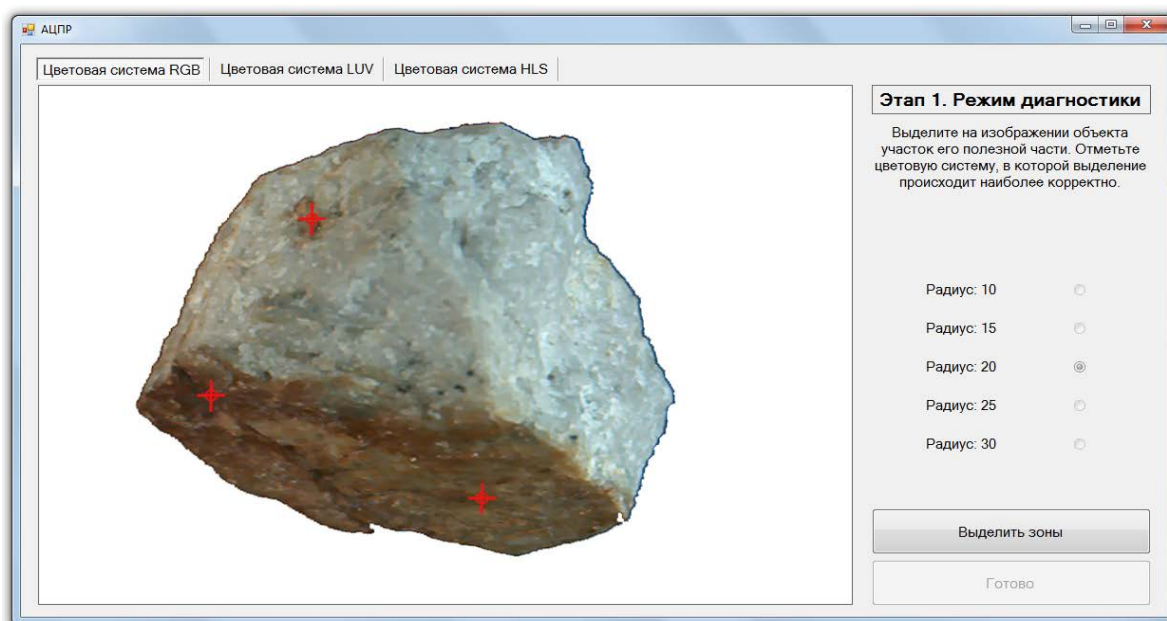 АЦПР
Цветовая система RGB Цветовая система LUV Цветовая система HLS
Этап 1. Режим диагностики
Выделите на изображении объекта
участок его полезной части. Отметьте
цветовую систему, в которой выделение
происходит наиболее корректно.
Радиус: 10
Радиус: 15
Радиус: 20
Радиус: 25
Радиус: 30
Выделить зоны
Готово